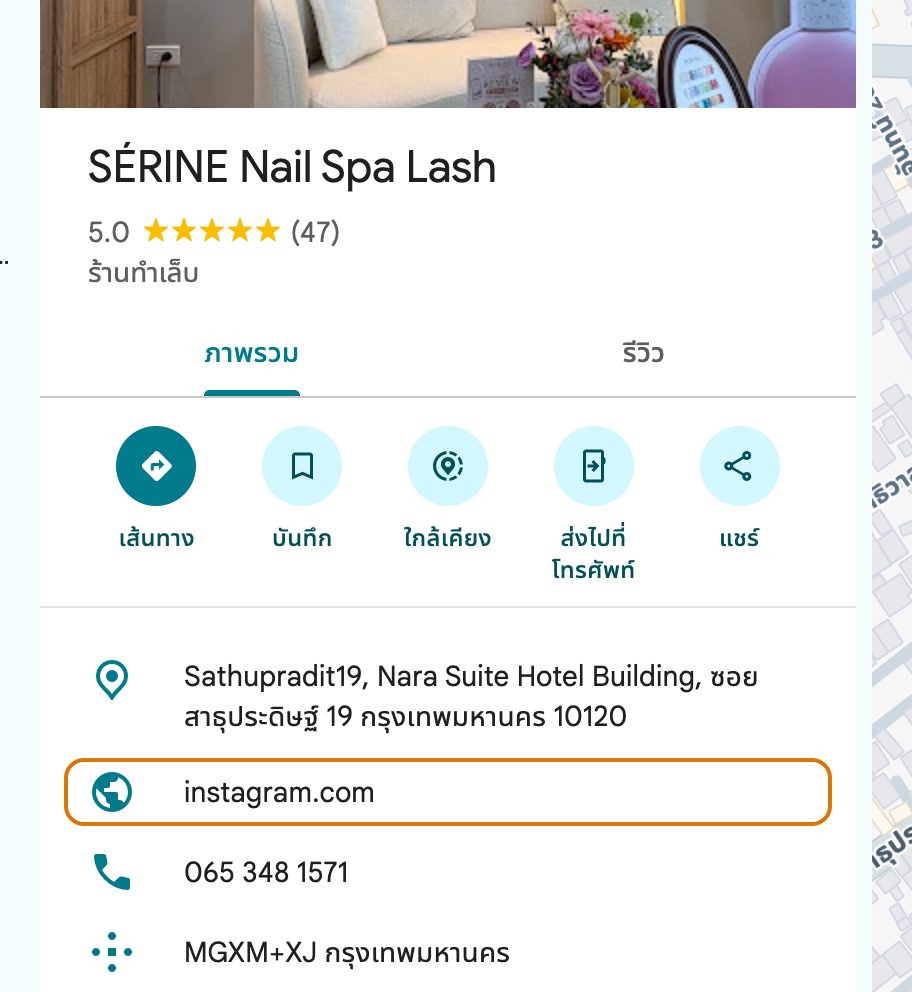 REVIEW
SÉRINE Nail Spa Lash
5.0 (47)
ร้านทำเล็บ
ภาพรวม
รีวิว
เส้นทาง
บันทึก
ใกล้เคียง
ส่งไปที่
โทรศัพท์
แชร์
Sathupradit19, Nara Suite Hotel Building, ซอย
สาธุประดิษฐ์ 19 กรุงเทพมหานคร 10120
instagram.com
065 348 1571
MGXM+XJ กรุงเทพมหานคร